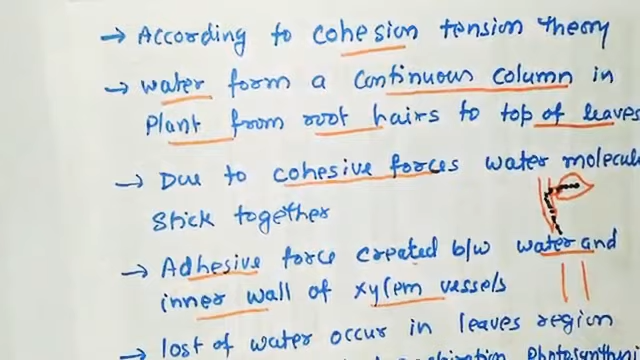 → According to cohesion tension theory
→ water form a continuous column in
Plant from root hairs to top of leaves
→ Due to cohesive forces water molecul
stick together
→ Adhesive force created b/w water and
inner wall of xylem vessels
→ lost of water occur in leaves region
photosynth